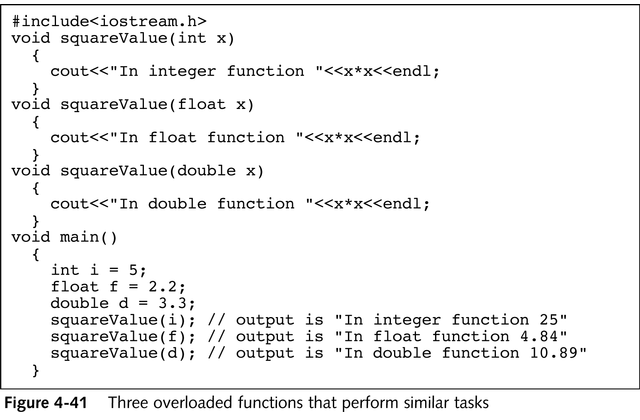 #include<iostream.h>
void squareValue(int x)
{
cout<<"In integer function "<<x*x<<endl;
}
void squareValue(float x)
{
cout<<"In float function "<<x*x<<endl;
}
void squareValue(double x)
{
cout<<"In double function "<<x*x<<endl;
}
void main()
{
int i = 5;
float f = 2.2;
double d = 3.3;
squareValue(i); // output is "In integer function 25"
squareValue(f); // output is "In float function 4.84"
squareValue(d); // output is "In double function 10.89"
}
Figure 4-41 Three overloaded functions that perform similar tasks